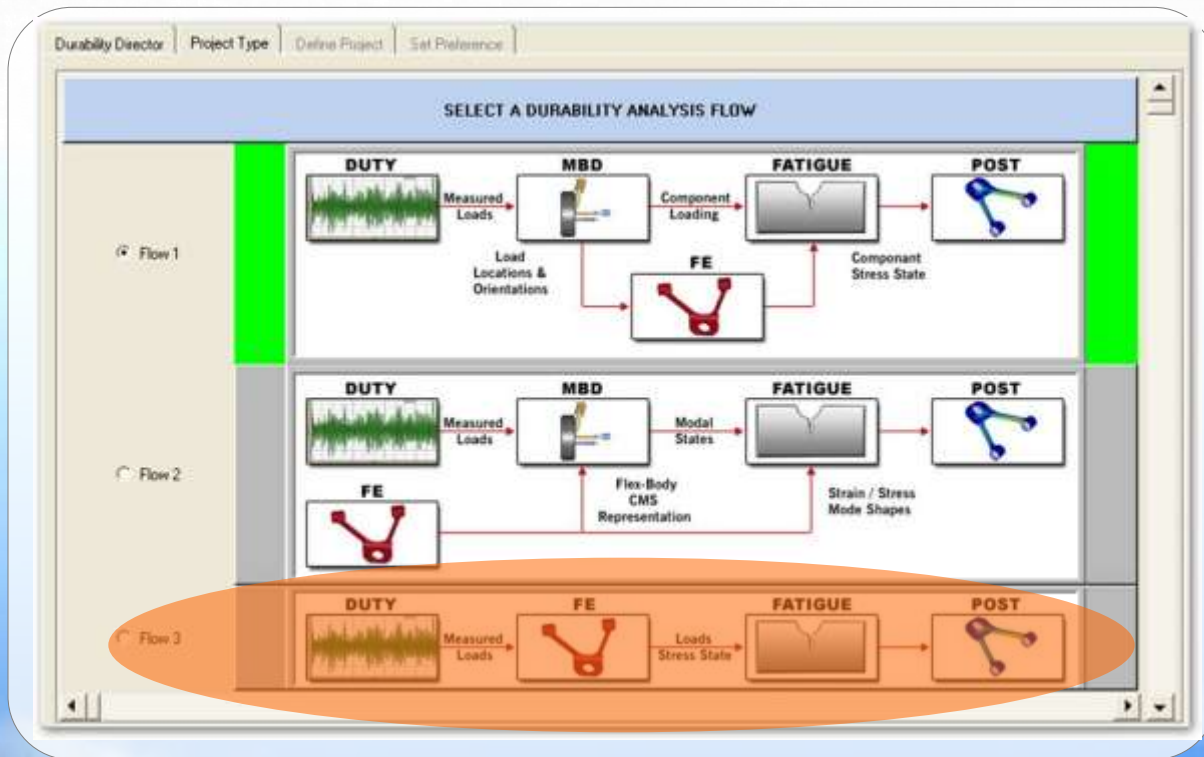 Durability Director
Project Type
Define Project
Set Preference
SELECT A DURABILITY ANALYSIS FLOW
Flow 1
DUTY
MBD
FATIGUE
POST
Measured
Loads
Component
Loading
Load
Locations &
Orientations
FE
Componant
Stress State
Flow 2
DUTY
MBD
FATIGUE
POST
Measured
Loads
Modal
States
FE
Flex-Body
CMS
Representation
Strain / Stress
Mode Shapes
Flow 3
DUTY
FE
FATIGUE
POST
Measured
Loads
Loads
Stress State